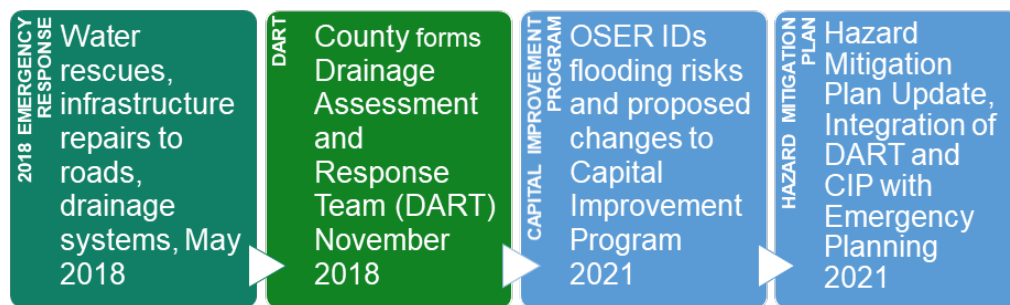 2018 EMERGENCY
RESPONSE
Water
rescues,
infrastructure
repairs to
roads,
drainage
systems, May
2018
DART
County forms
Drainage
Assessment
and
Response
Team (DART)
November
2018
CAPITAL IMPROVEMENT
PROGRAM
OSER IDs
flooding risks
and proposed
changes to
Capital
Improvement
Program
2021
HAZARD MITIGATION
PLAN
Hazard
Mitigation
Plan Update,
Integration of
DART and
CIP with
Emergency
Planning
2021